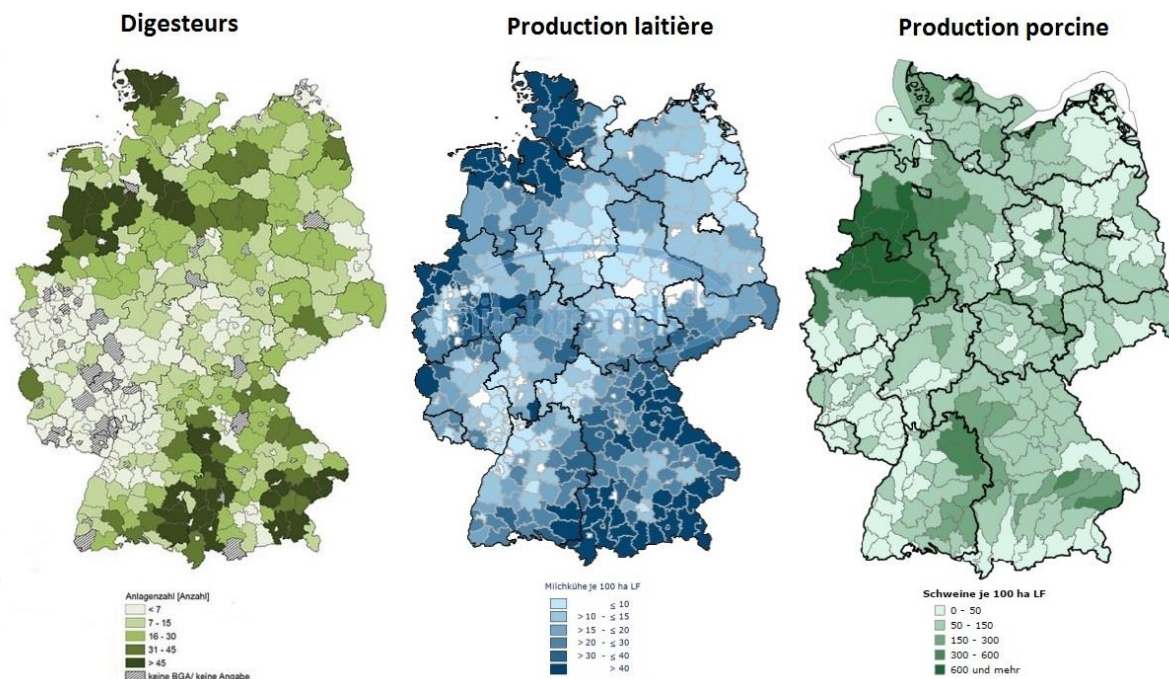 Digesteurs
Production laitière
Production porcine
Anlagenzahl [Anzahl]
< 7
7 - 15
16 - 30
31 - 45
> 45
keine BGA/ keine Angabe
Milchkühe je 100 ha LF
≤ 10
> 10 - ≤ 15
> 15 - ≤ 20
> 20 - ≤ 30
> 30 - ≤ 40
> 40
Schweine je 100 ha LF
0 - 50
50 - 150
150 - 300
300 - 600
600 und mehr